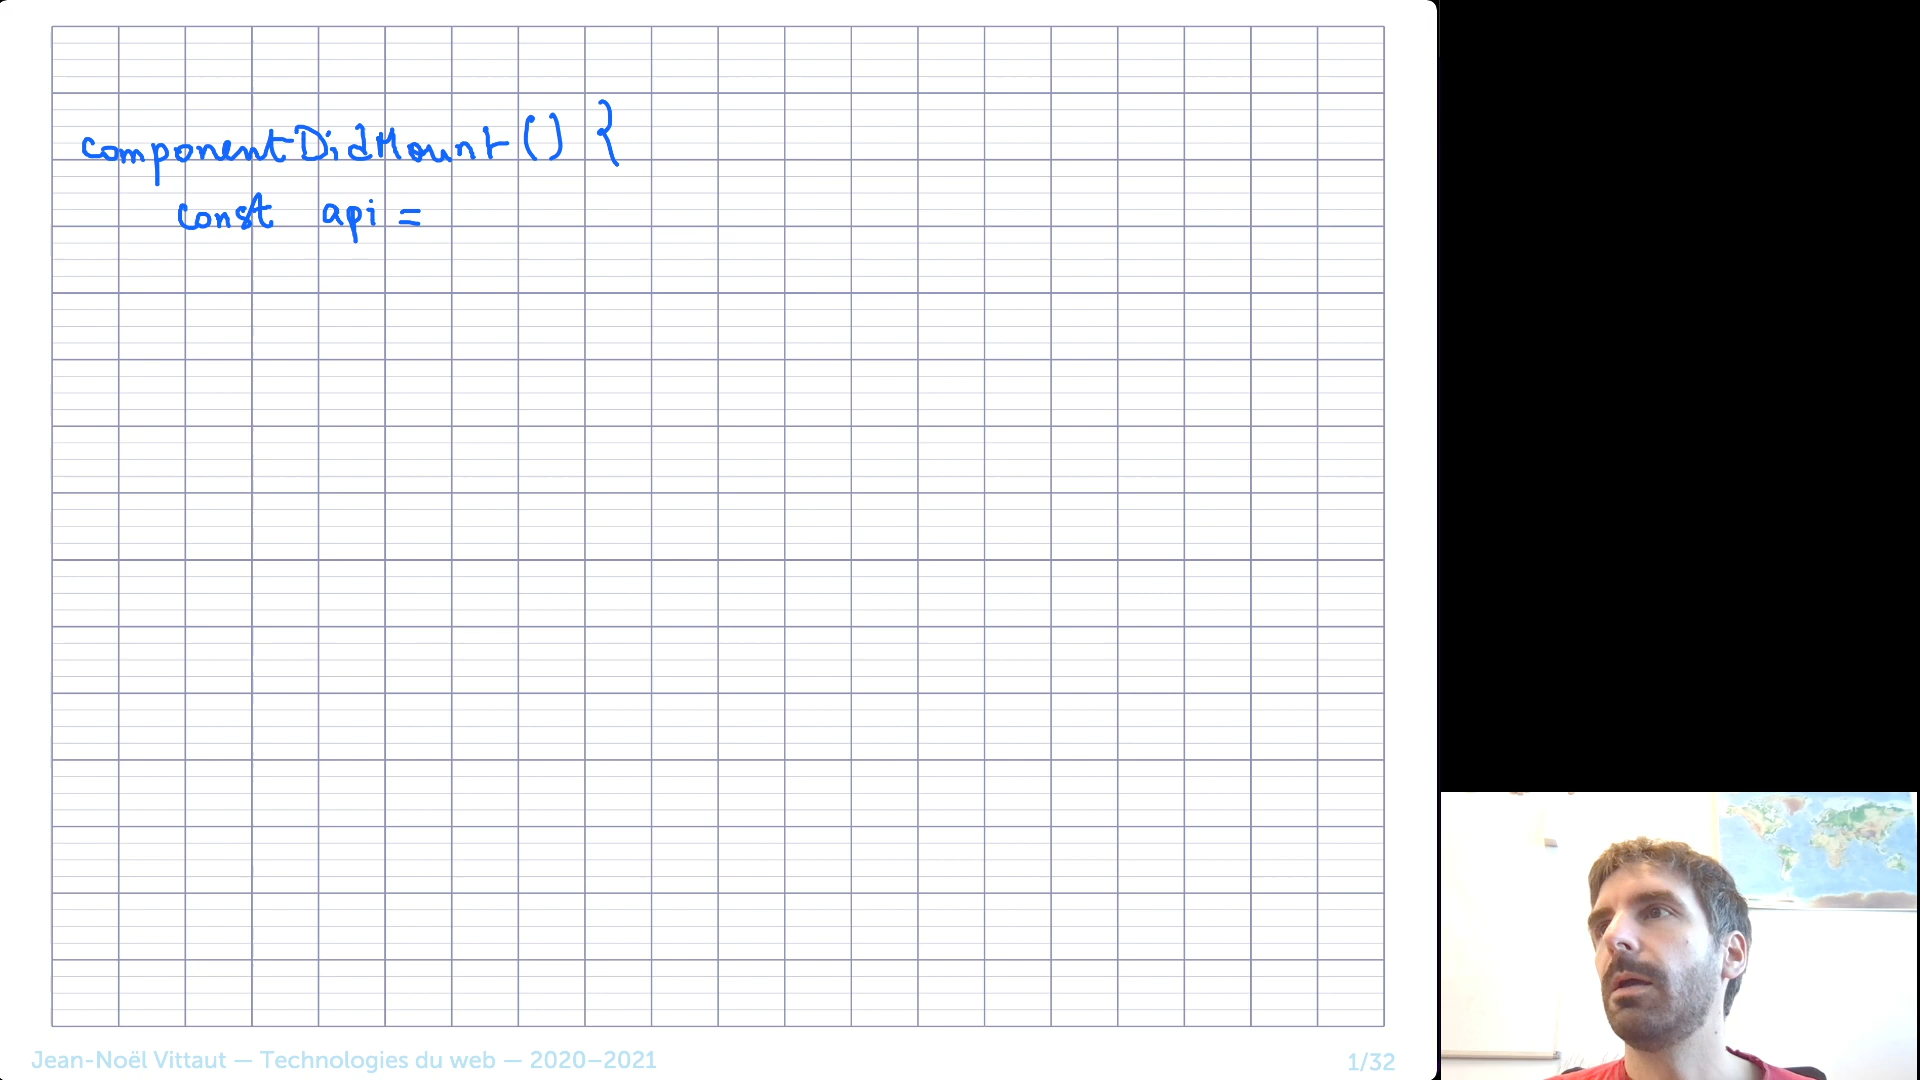 componentDidMount() {
const api =
Jean-Noël Vittaut — Technologies du web — 2020–2021
1/32